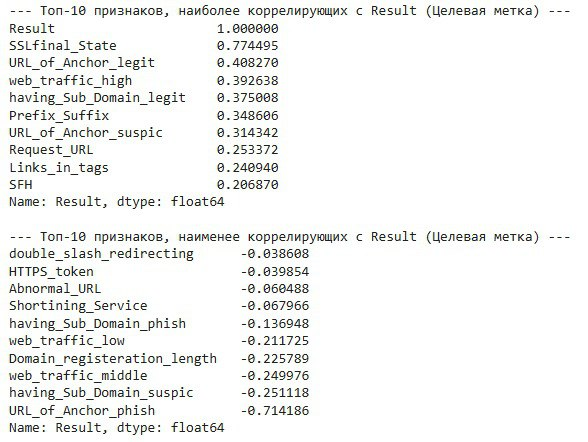 --- Топ-10 признаков, наиболее коррелирующих с Result (Целевая метка) ---
Result                   1.000000
SSLfinal_State           0.774495
URL_of_Anchor_legit      0.408270
web_traffic_high         0.392638
having_Sub_Domain_legit  0.375008
Prefix_Suffix            0.348606
URL_of_Anchor_suspic     0.314342
Request_URL              0.253372
Links_in_tags            0.240940
SFH                      0.206870
Name: Result, dtype: float64
--- Топ-10 признаков, наименее коррелирующих с Result (Целевая метка) ---
double_slash_redirecting     -0.038608
HTTPS_token                  -0.039854
Abnormal_URL                 -0.060488
Shortining_Service           -0.067966
having_Sub_Domain_phish      -0.136948
web_traffic_low              -0.211725
Domain_registeration_length  -0.225789
web_traffic_middle           -0.249976
having_Sub_Domain_suspic     -0.251118
URL_of_Anchor_phish          -0.714186
Name: Result, dtype: float64